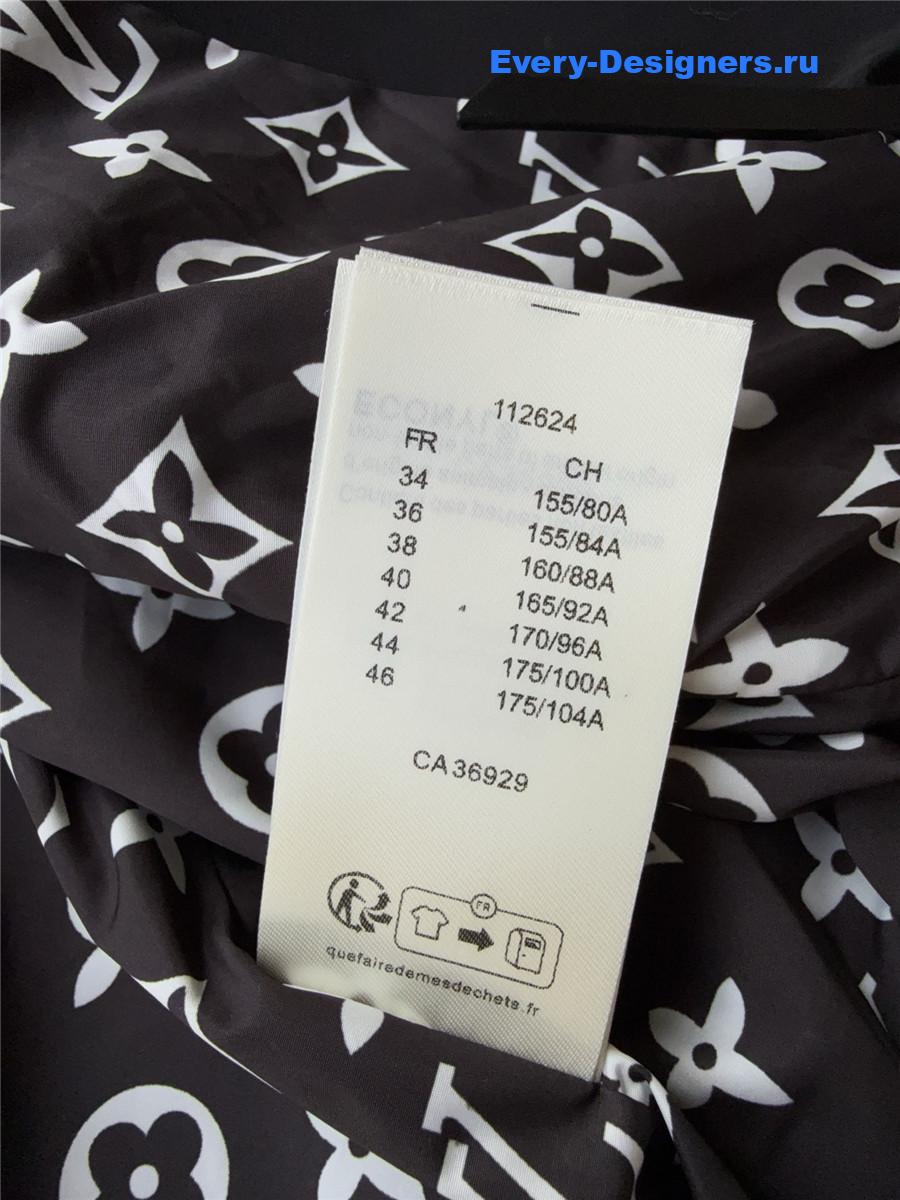 Every-Designers.ru
112624
FR CH
34 155/80A
36 155/84A
38 160/88A
40 165/92A
42 170/96A
44 175/100A
46 175/104A
CA36929
FR
quefairedemesdechets.fr
ECONYL